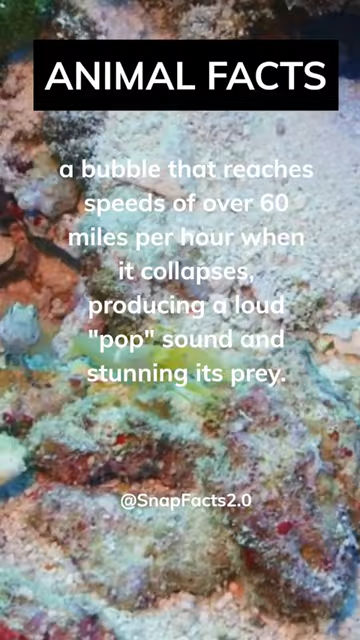 ANIMAL FACTS
a bubble that reaches
speeds of over 60
miles per hour when
it collapses,
producing a loud
"pop" sound and
stunning its prey.
@SnapFacts2.0